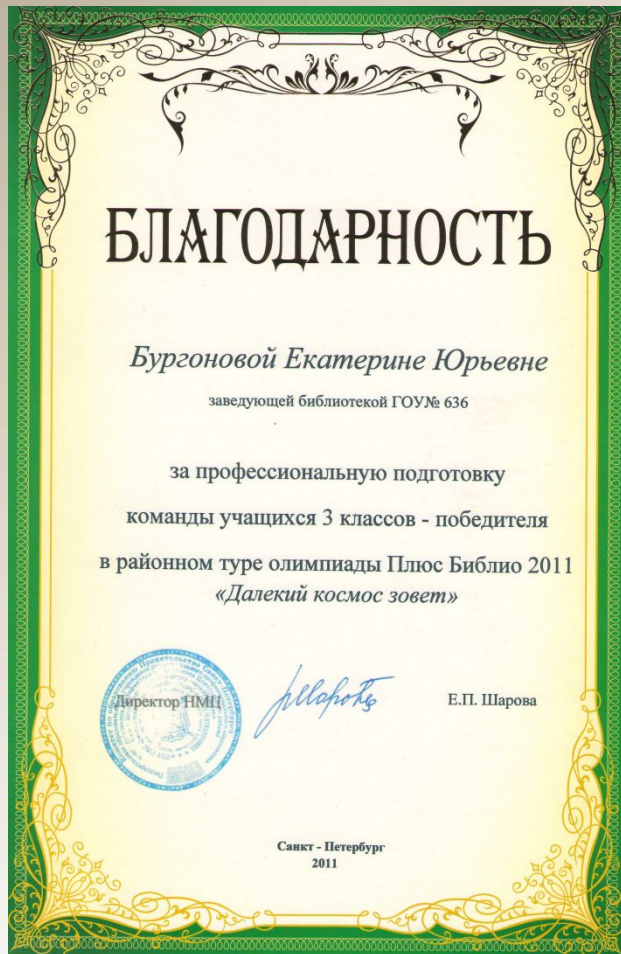 БЛАГОДАРНОСТЬ
Бургоновой Екатерине Юрьевне
заведующей библиотекой ГОУ№ 636
за профессиональную подготовку
команды учащихся 3 классов - победителя
в районном туре олимпиады Плюс Библио 2011
«Далекий космос зовет»
Директор НМЦ
Е.П. Шарова
Санкт - Петербург
2011